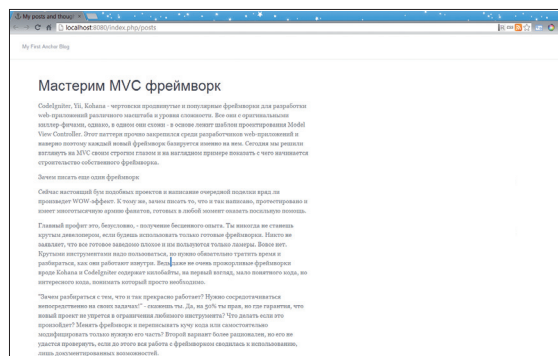 My posts and though
localhost:8080/index.php/posts
My First Anchor Blog
Мастерим MVC фреймворк
CodeIgniter, Yii, Kohana - чертовски продвинутые и популярные фреймворки для разработки
web-приложений различного масштаба и уровня сложности. Все они с оригинальными
киллер-фичами, однако, в одном они схожи - в основе лежит шаблон проектирования Model
View Controller. Этот паттерн прочно закрепился среди разработчиков web-приложений и
наверно поэтому каждый новый фреймворк базируется именно на нем. Сегодня мы решили
взглянуть на MVC своим строгим глазом и на наглядном примере показать с чего начинается
строительство собственного фреймворка.
Зачем писать еще один фреймворк
Сейчас настоящий бум подобных проектов и написание очередной поделки вряд ли
произведет WOW-эффект. К тому же, зачем писать то, что и так написано, протестировано и
имеет многотысячную армию фанатов, готовых в любой момент оказать посильную помощь.
Главный профит это, безусловно, - получение бесценного опыта. Ты никогда не станешь
крутым девелопером, если будешь использовать только готовые фреймворки. Никто не
заявляет, что все готовое заведомо плохое и им пользуются только ламеры. Вовсе нет.
Крутыми инструментами надо пользоваться, но нужно обязательно тратить время и
разбираться, как они работают изнутри. Ведь даже не очень прожорливые фреймворки
вроде Kohana и CodeIgniter содержат килобайты, на первый взгляд, мало понятного кода, но
интересного кода, понимать который просто необходимо.
"Зачем разбираться с тем, что и так прекрасно работает? Нужно сосредотачиваться
непосредственно на своих задачах!" - скажешь ты. Да, на 50% ты прав, но где гарантия, что
новый проект не упрется в ограничения любимого инструмента? Что делать если это
произойдет? Менять фреймворк и переписывать кучу кода или самостоятельно
модифицировать только нужную его часть? Второй вариант более рационален, но его не
удастся провернуть, если до этого вся работа с фреймворком сводилась к использованию,
лишь документированных возможностей.